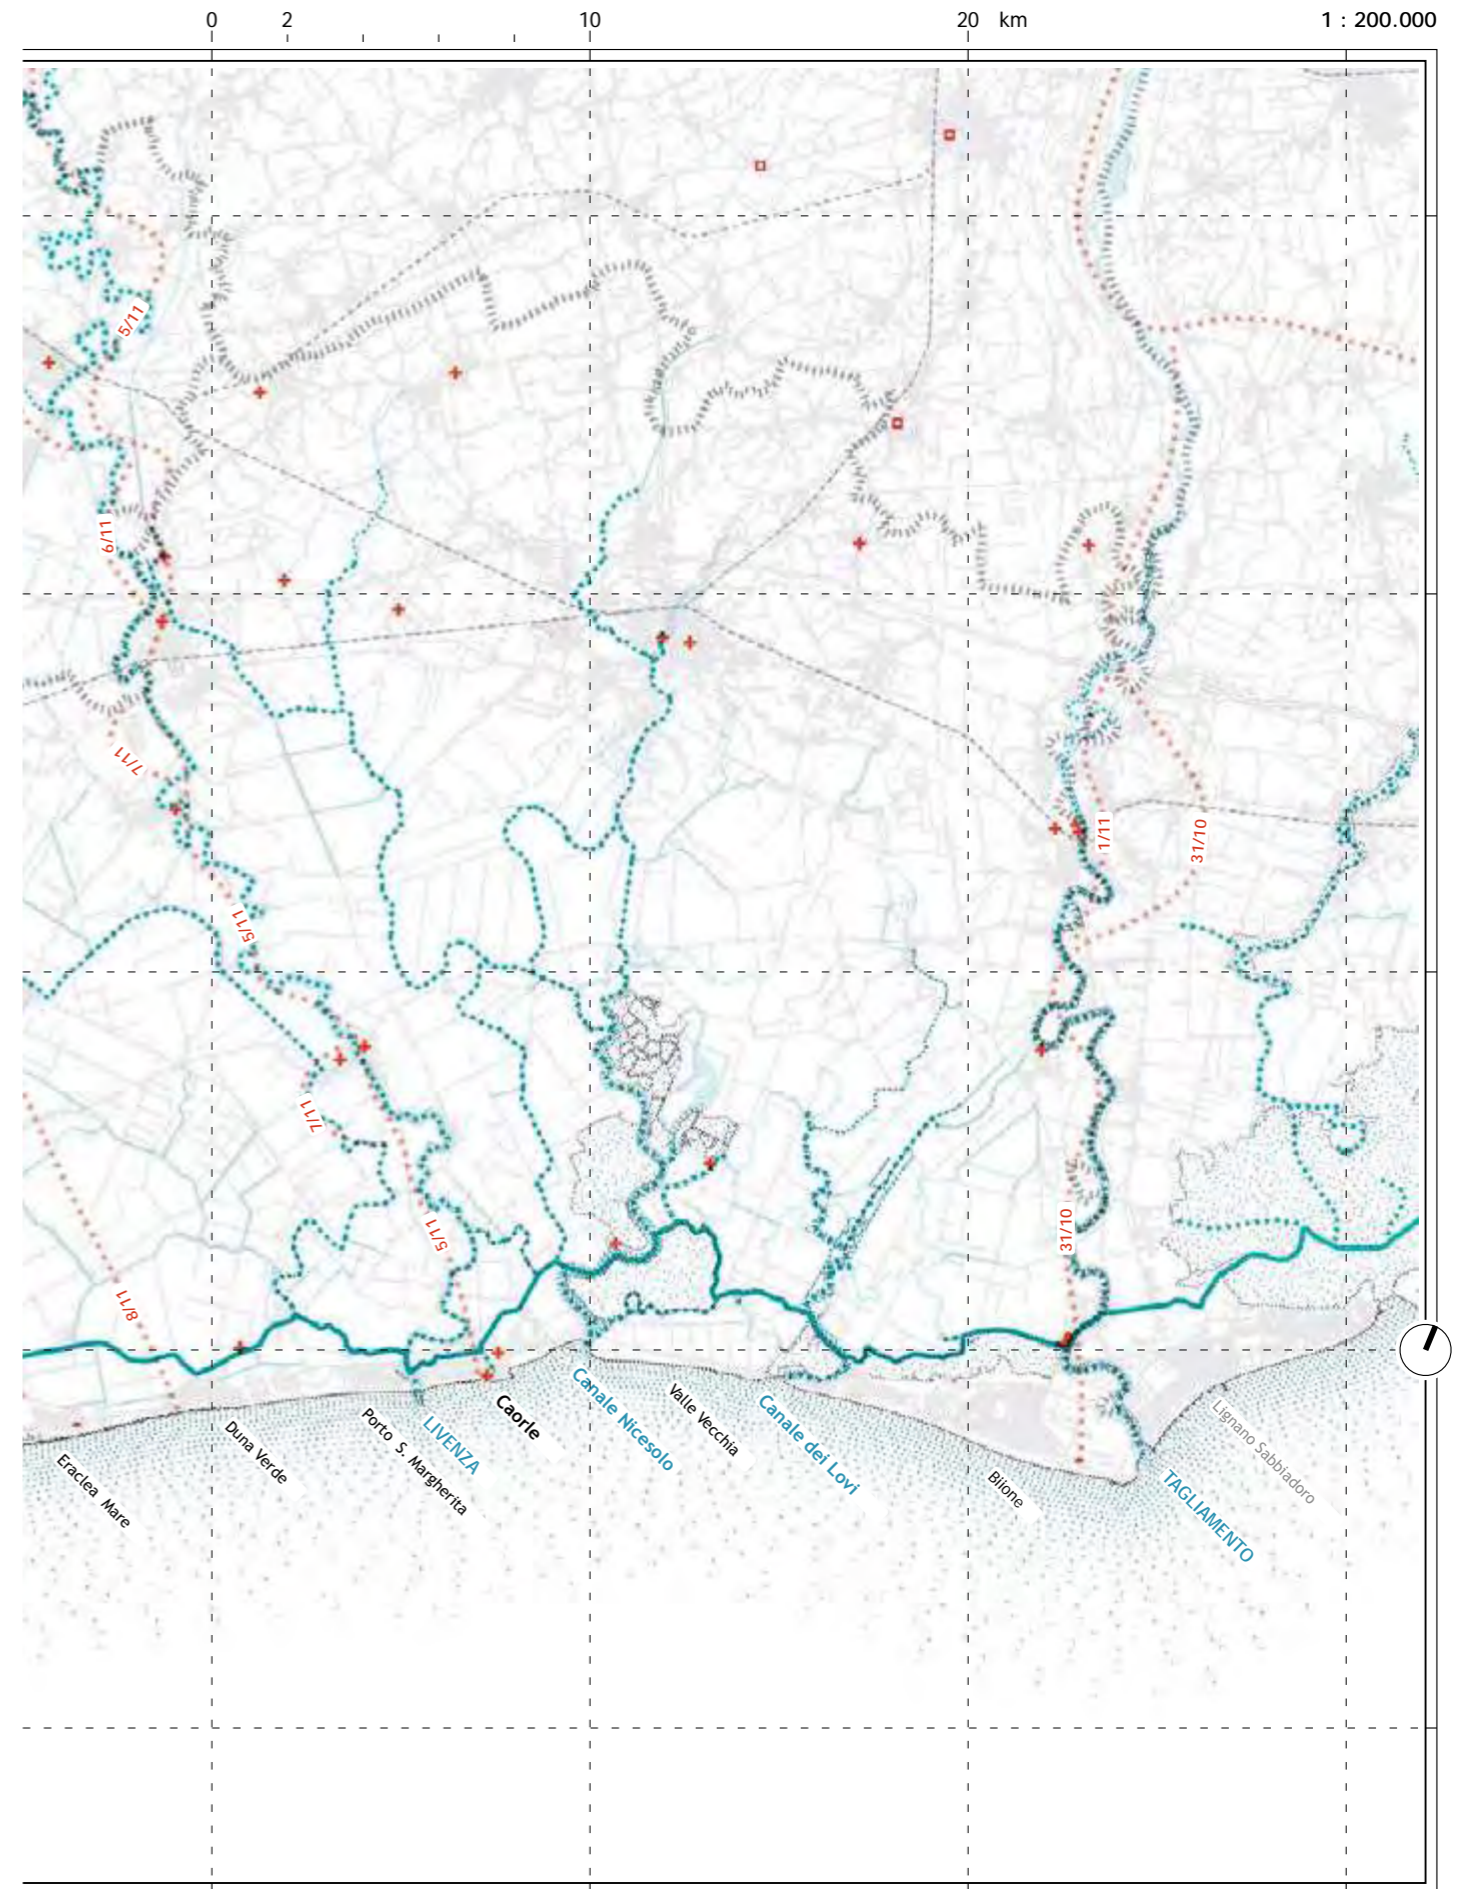 0 2 10 20 km 1 : 200.000
5/11
6/11
7/11
1/11
31/10
5/11
7/11
5/11
31/10
8/11
Eraclea Mare
Duna Verde
Porto S. Margherita
LIVENZA
Caorle
Canale Nicesolo
Valle Vecchia
Canale dei Lovi
Biione
TAGLIAMENTO
Lignano Sabbiadoro